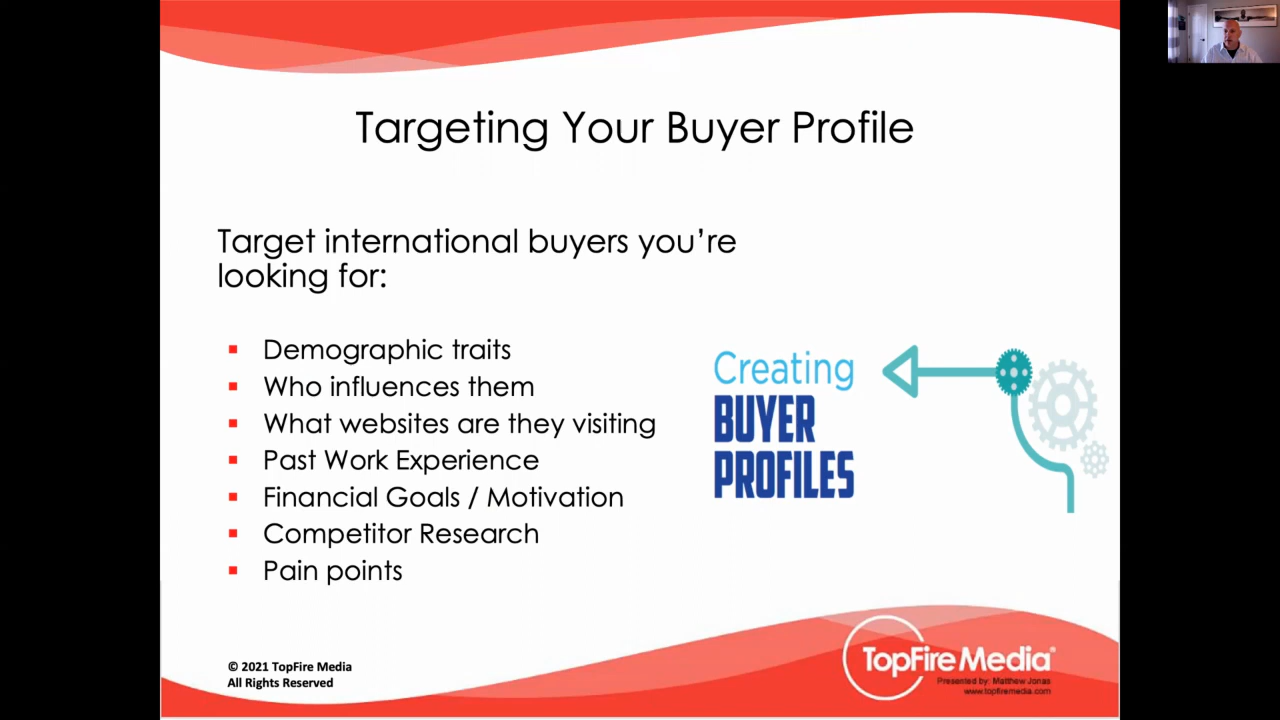 Targeting Your Buyer Profile
Target international buyers you’re
looking for:
▪ Demographic traits
▪ Who influences them
▪ What websites are they visiting
▪ Past Work Experience
▪ Financial Goals / Motivation
▪ Competitor Research
▪ Pain points
Creating
BUYER
PROFILES
© 2021 TopFire Media
All Rights Reserved
TopFire Media®
Presented by: Matthew Jonas
www.topfiremedia.com